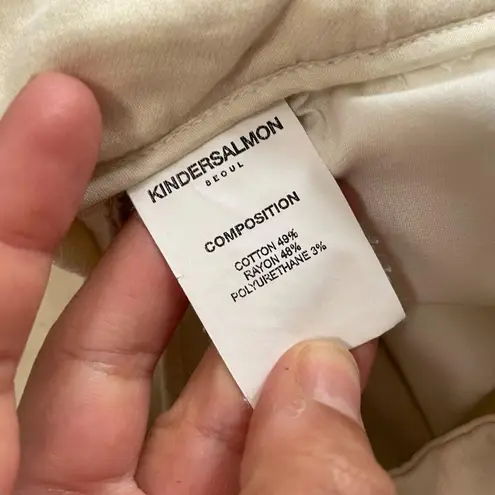 KINDERSALMON
SEOUL
COMPOSITION
COTTON 49%
RAYON 48%
POLYURETHANE 3%